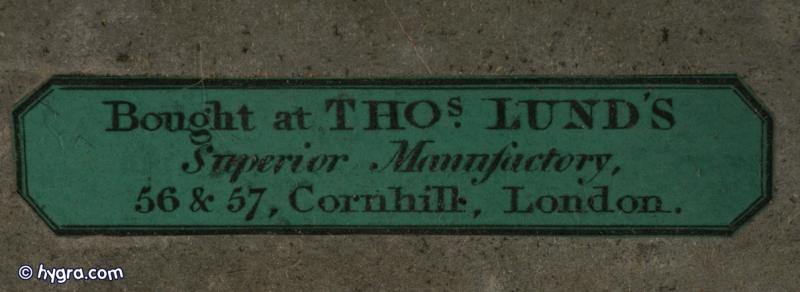 Bought at THOs. LUND'S
Superior Manufactory,
56 & 57, Cornhill, London.
© hygra.com